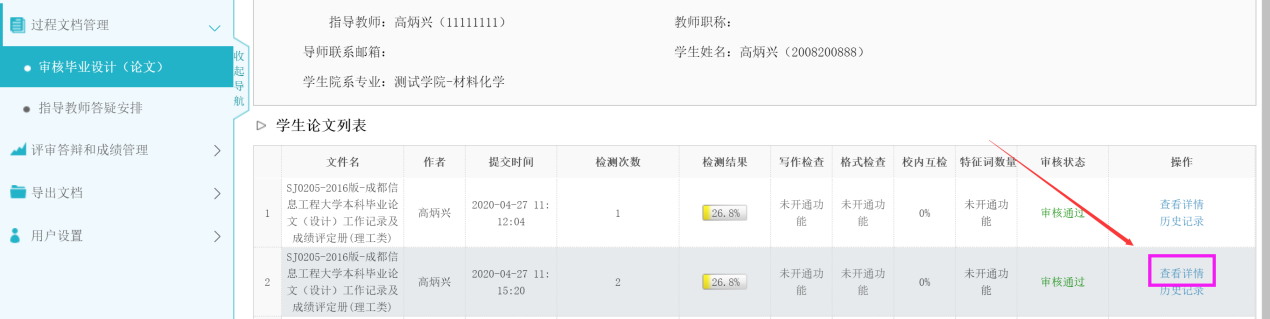 过程文档管理
审核毕业设计（论文）
指导教师答疑安排
评审答辩和成绩管理
导出文档
用户设置
收起导航
指导教师：高炳兴（11111111）
教师职称：
导师联系邮箱：
学生姓名：高炳兴（2008200888）
学生院系专业：测试学院-材料化学
学生论文列表
文件名 作者 提交时间 检测次数 检测结果 写作检查 格式检查 校内互检 特征词数量 审核状态 操作
1
SJ0205-2016版-成都信
息工程大学本科毕业论
文（设计）工作记录及
成绩评定册(理工类)
高炳兴
2020-04-27 11:
12:04
1
26.8%
未开通功
能
未开通功
能
0%
未开通功
能
审核通过
查看详情
历史记录
2
SJ0205-2016版-成都信
息工程大学本科毕业论
文（设计）工作记录及
成绩评定册(理工类)
高炳兴
2020-04-27 11:
15:20
2
26.8%
未开通功
能
未开通功
能
0%
未开通功
能
审核通过
查看详情
历史记录